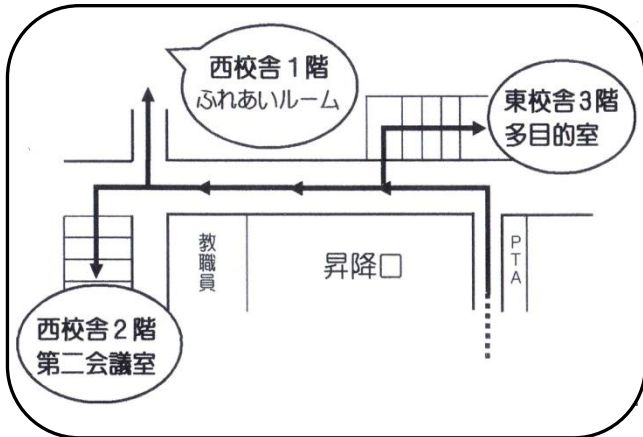 西校舎1階
ふれあいルーム
東校舎3階
多目的室
教職員
昇降口
PTA
西校舎2階
第二会議室